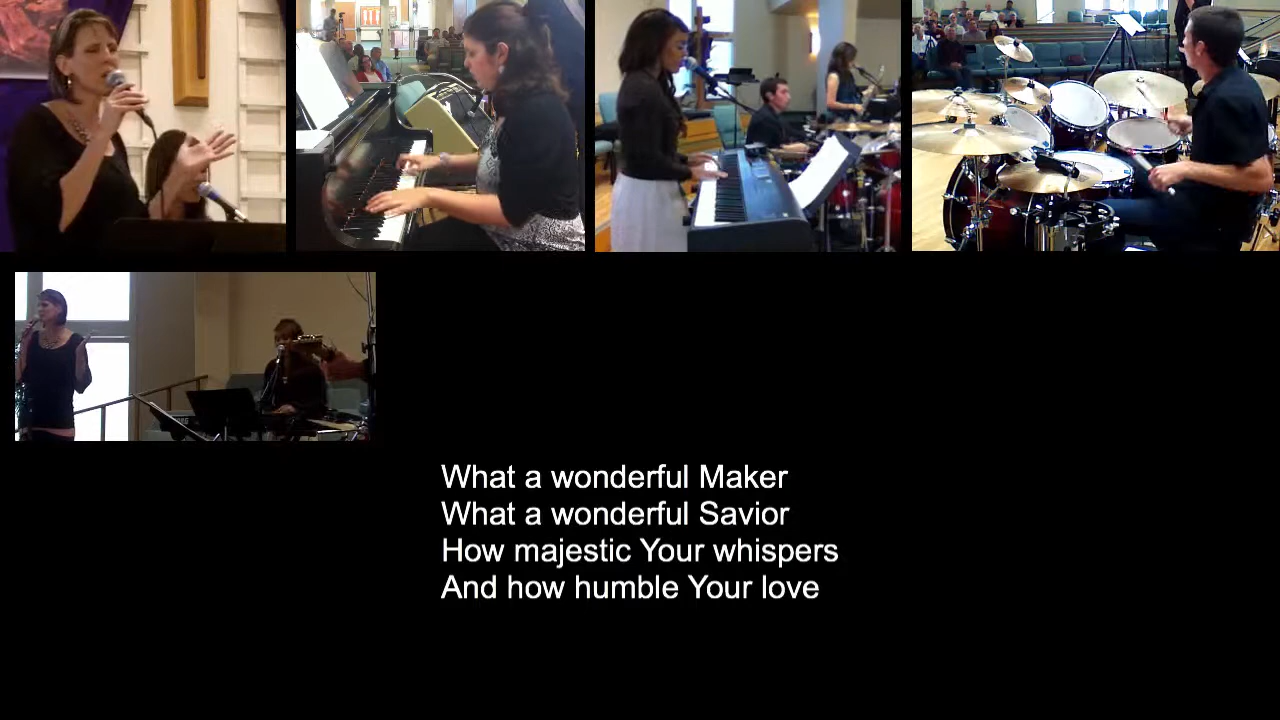 What a wonderful Maker
What a wonderful Savior
How majestic Your whispers
And how humble Your love